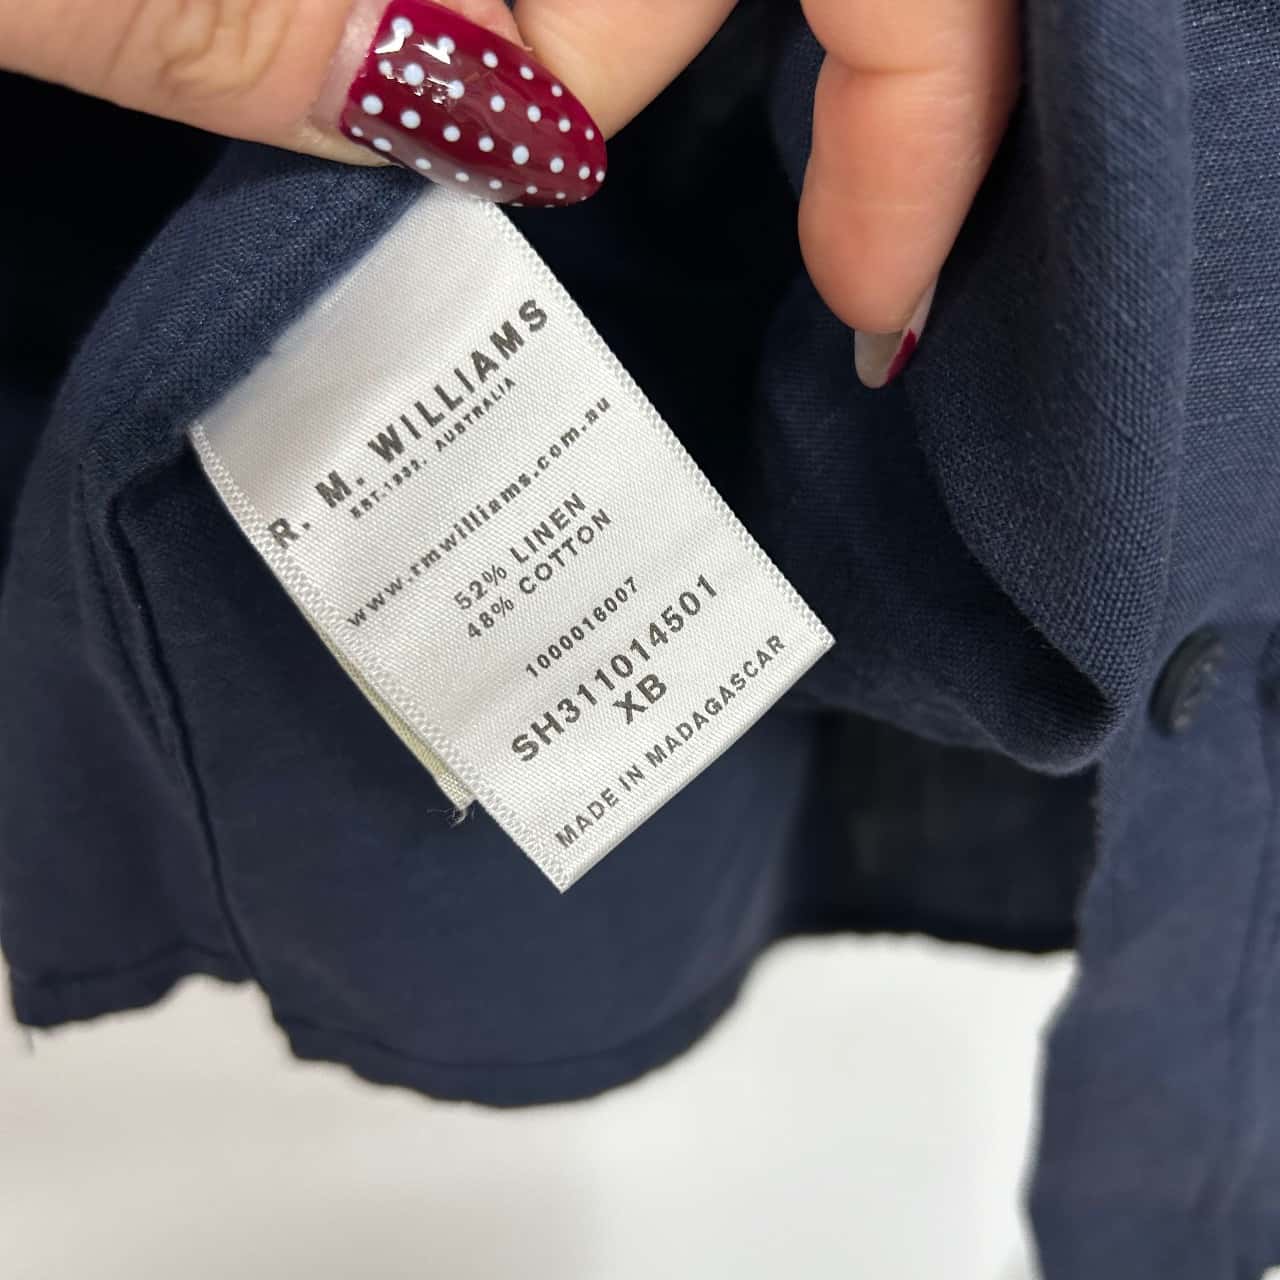 R. M. WILLIAMS
EST.1932. AUSTRALIA
www.rmwilliams.com.au
52% LINEN
48% COTTON
1000016007
SH311014501
XB
MADE IN MADAGASCAR